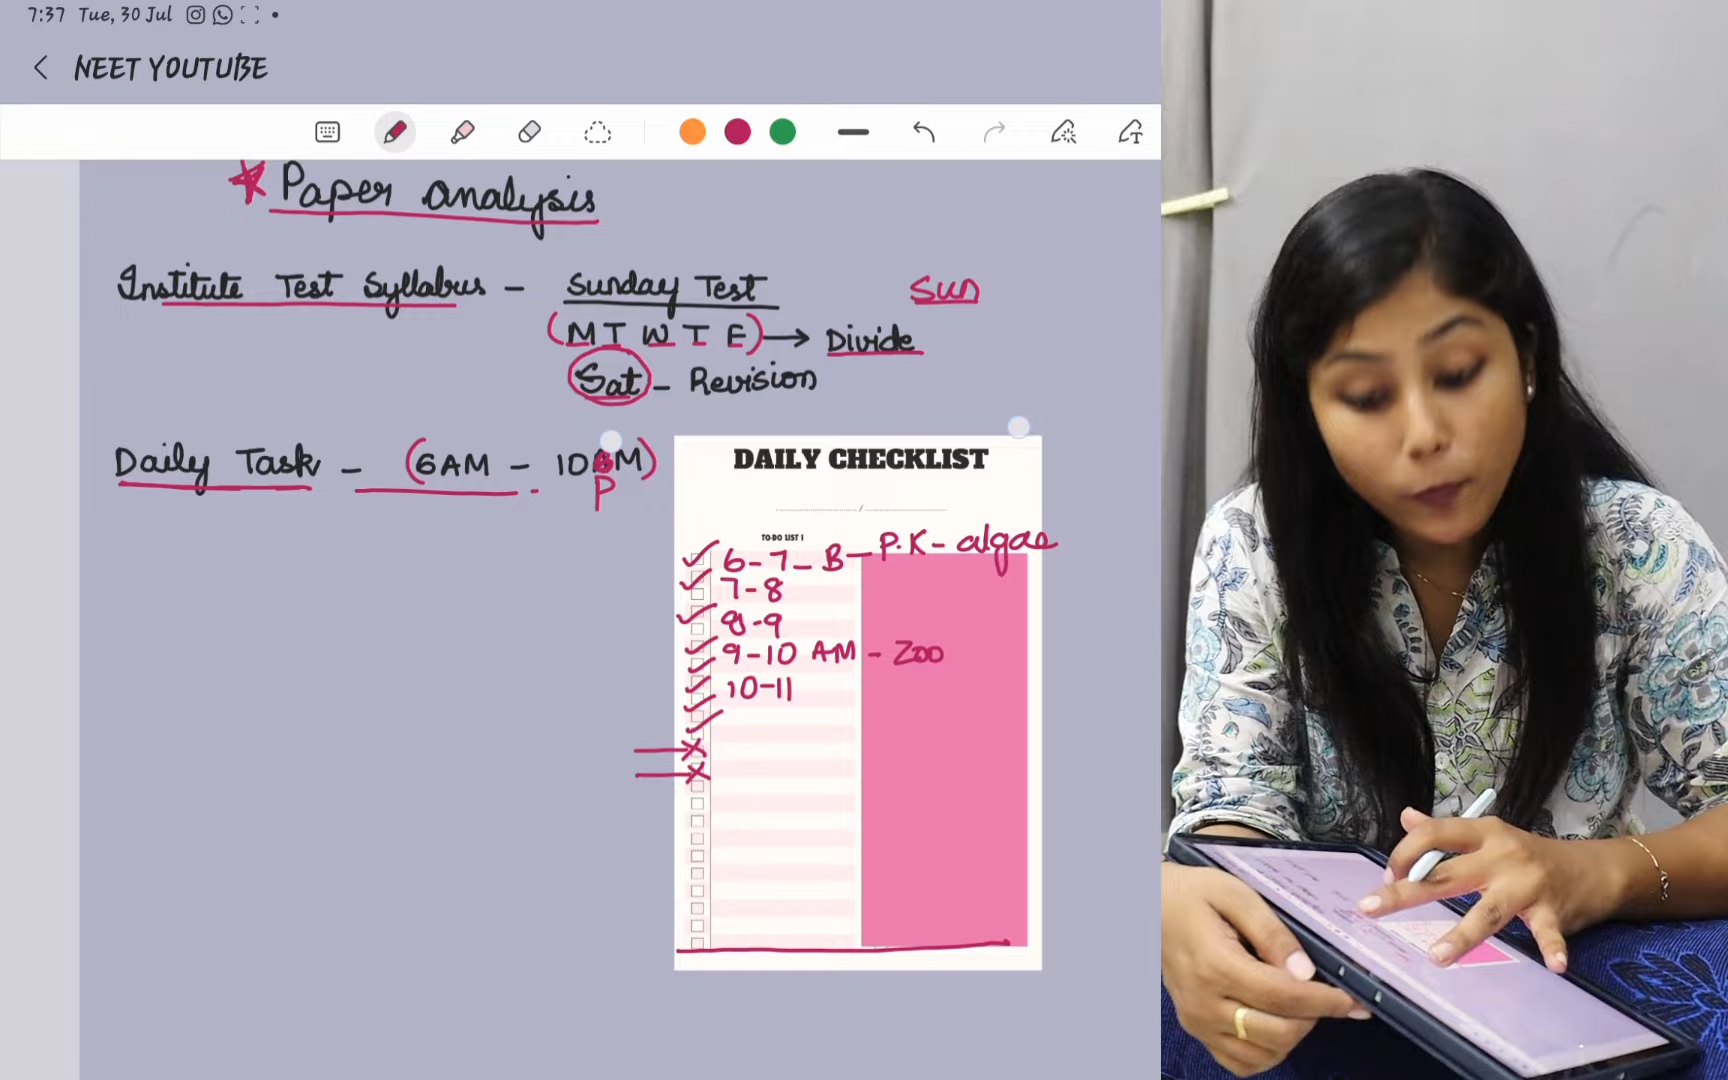 7:37 Tue, 30 Jul
NEET YOUTUBE
Paper analysis
Institute Test Syllabus - Sunday Test Sun
(M T W T F) → Divide
Sat - Revision
Daily Task - (6AM - 10 M)
P
DAILY CHECKLIST
/
TO-DO LIST 1
6-7-B-P.K-algae
7-8
8-9
9-10 AM - Zoo
10-11